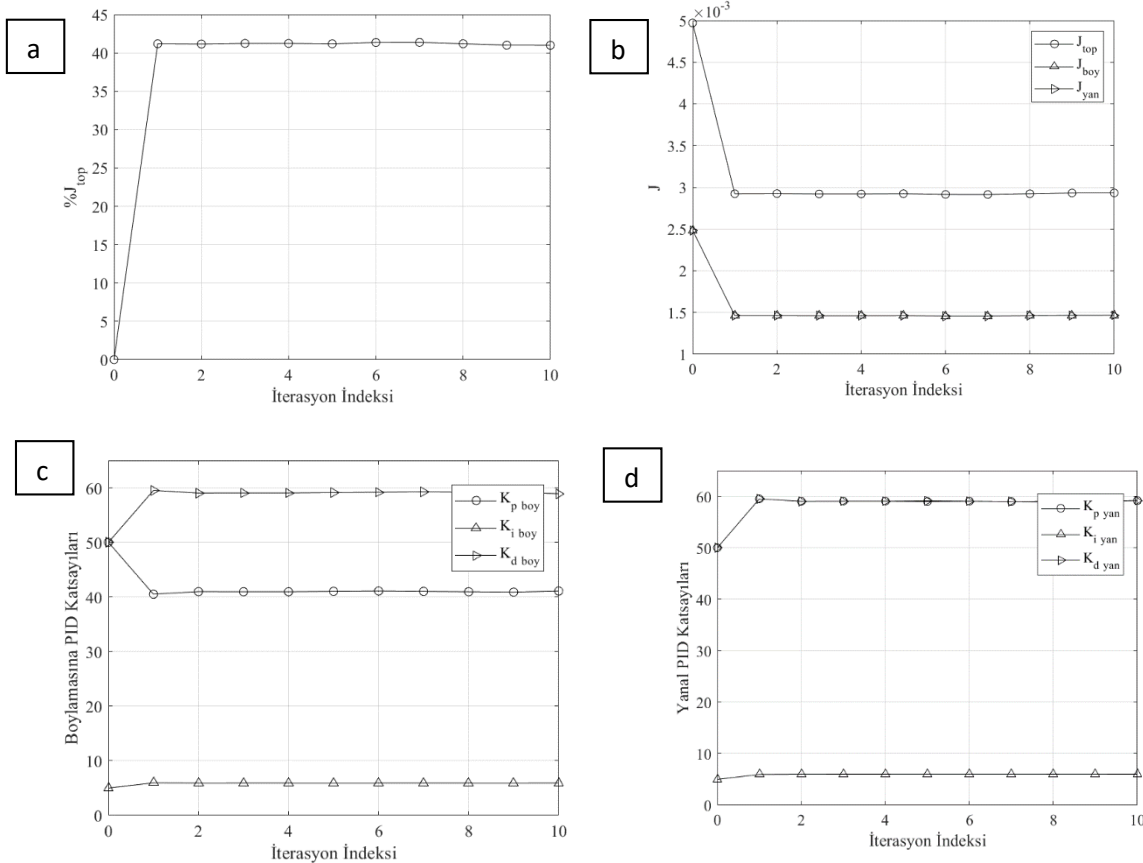 a
45
40
35
30
25
20
15
10
5
0
%J_top
0 2 4 6 8 10
İterasyon İndeksi
b
×10⁻³
5
4.5
4
3.5
3
2.5
2
1.5
1
J
J_top
J_boy
J_yan
0 2 4 6 8 10
İterasyon İndeksi
c
60
50
40
30
20
10
0
Boylamasına PID Katsayıları
K_p boy
K_i boy
K_d boy
0 2 4 6 8 10
İterasyon İndeksi
d
60
50
40
30
20
10
0
Yanal PID Katsayıları
K_p yan
K_i yan
K_d yan
0 2 4 6 8 10
İterasyon İndeksi